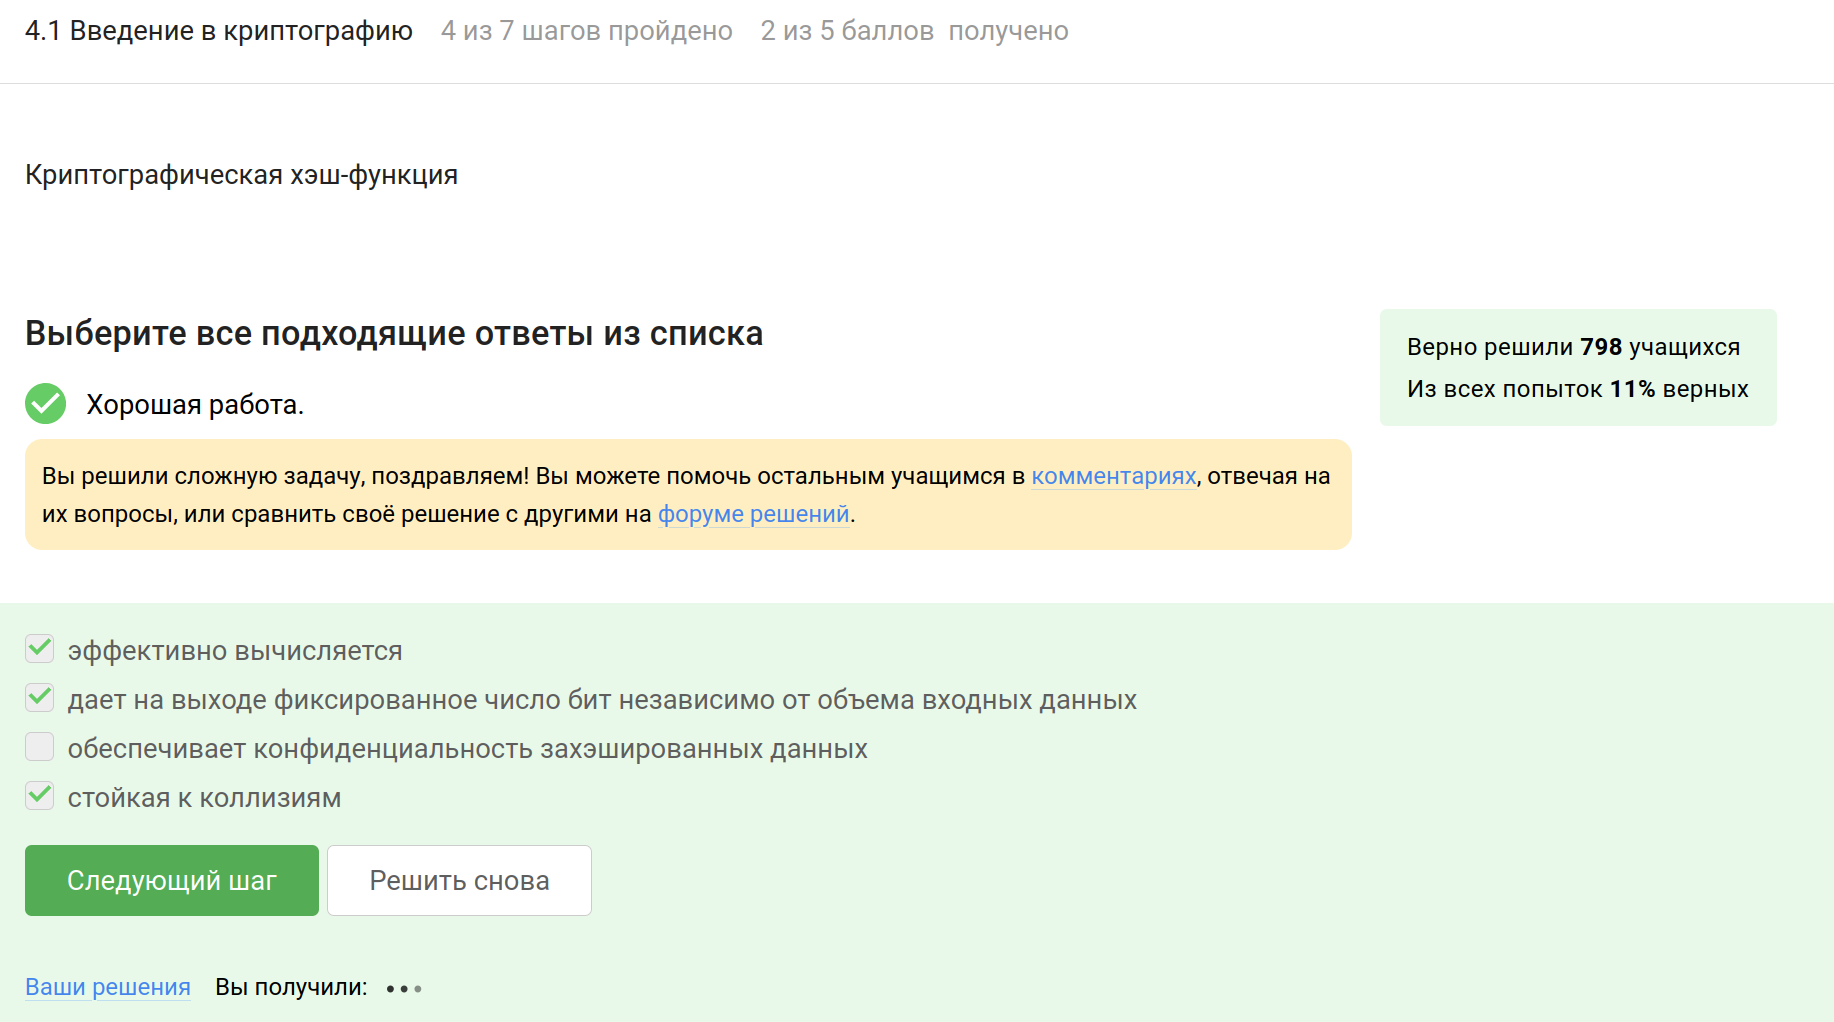 4.1 Введение в криптографию 4 из 7 шагов пройдено 2 из 5 баллов получено
Криптографическая хэш-функция
Выберите все подходящие ответы из списка
Верно решили 798 учащихся
Из всех попыток 11% верных
Хорошая работа.
Вы решили сложную задачу, поздравляем! Вы можете помочь остальным учащимся в комментариях, отвечая на
их вопросы, или сравнить своё решение с другими на форуме решений.
эффективно вычисляется
дает на выходе фиксированное число бит независимо от объема входных данных
обеспечивает конфиденциальность захэшированных данных
стойкая к коллизиям
Следующий шаг Решить снова
Ваши решения Вы получили: